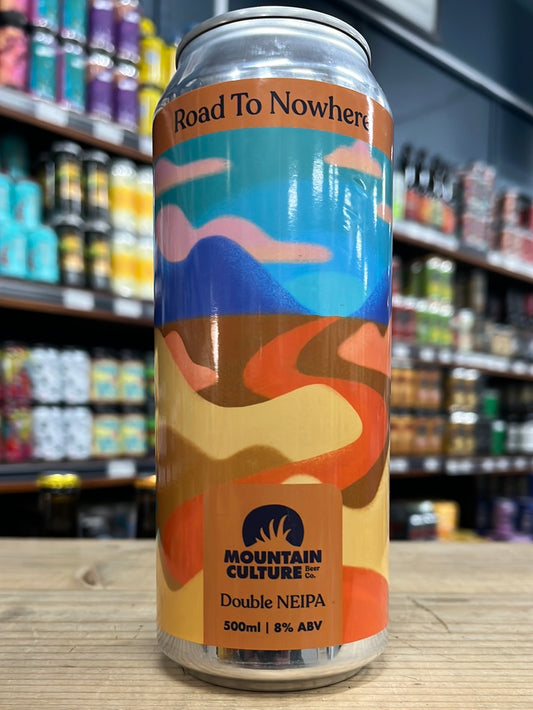 Road To Nowhere
MOUNTAIN
CULTURE Beer Co.
Double NEIPA
500ml | 8% ABV